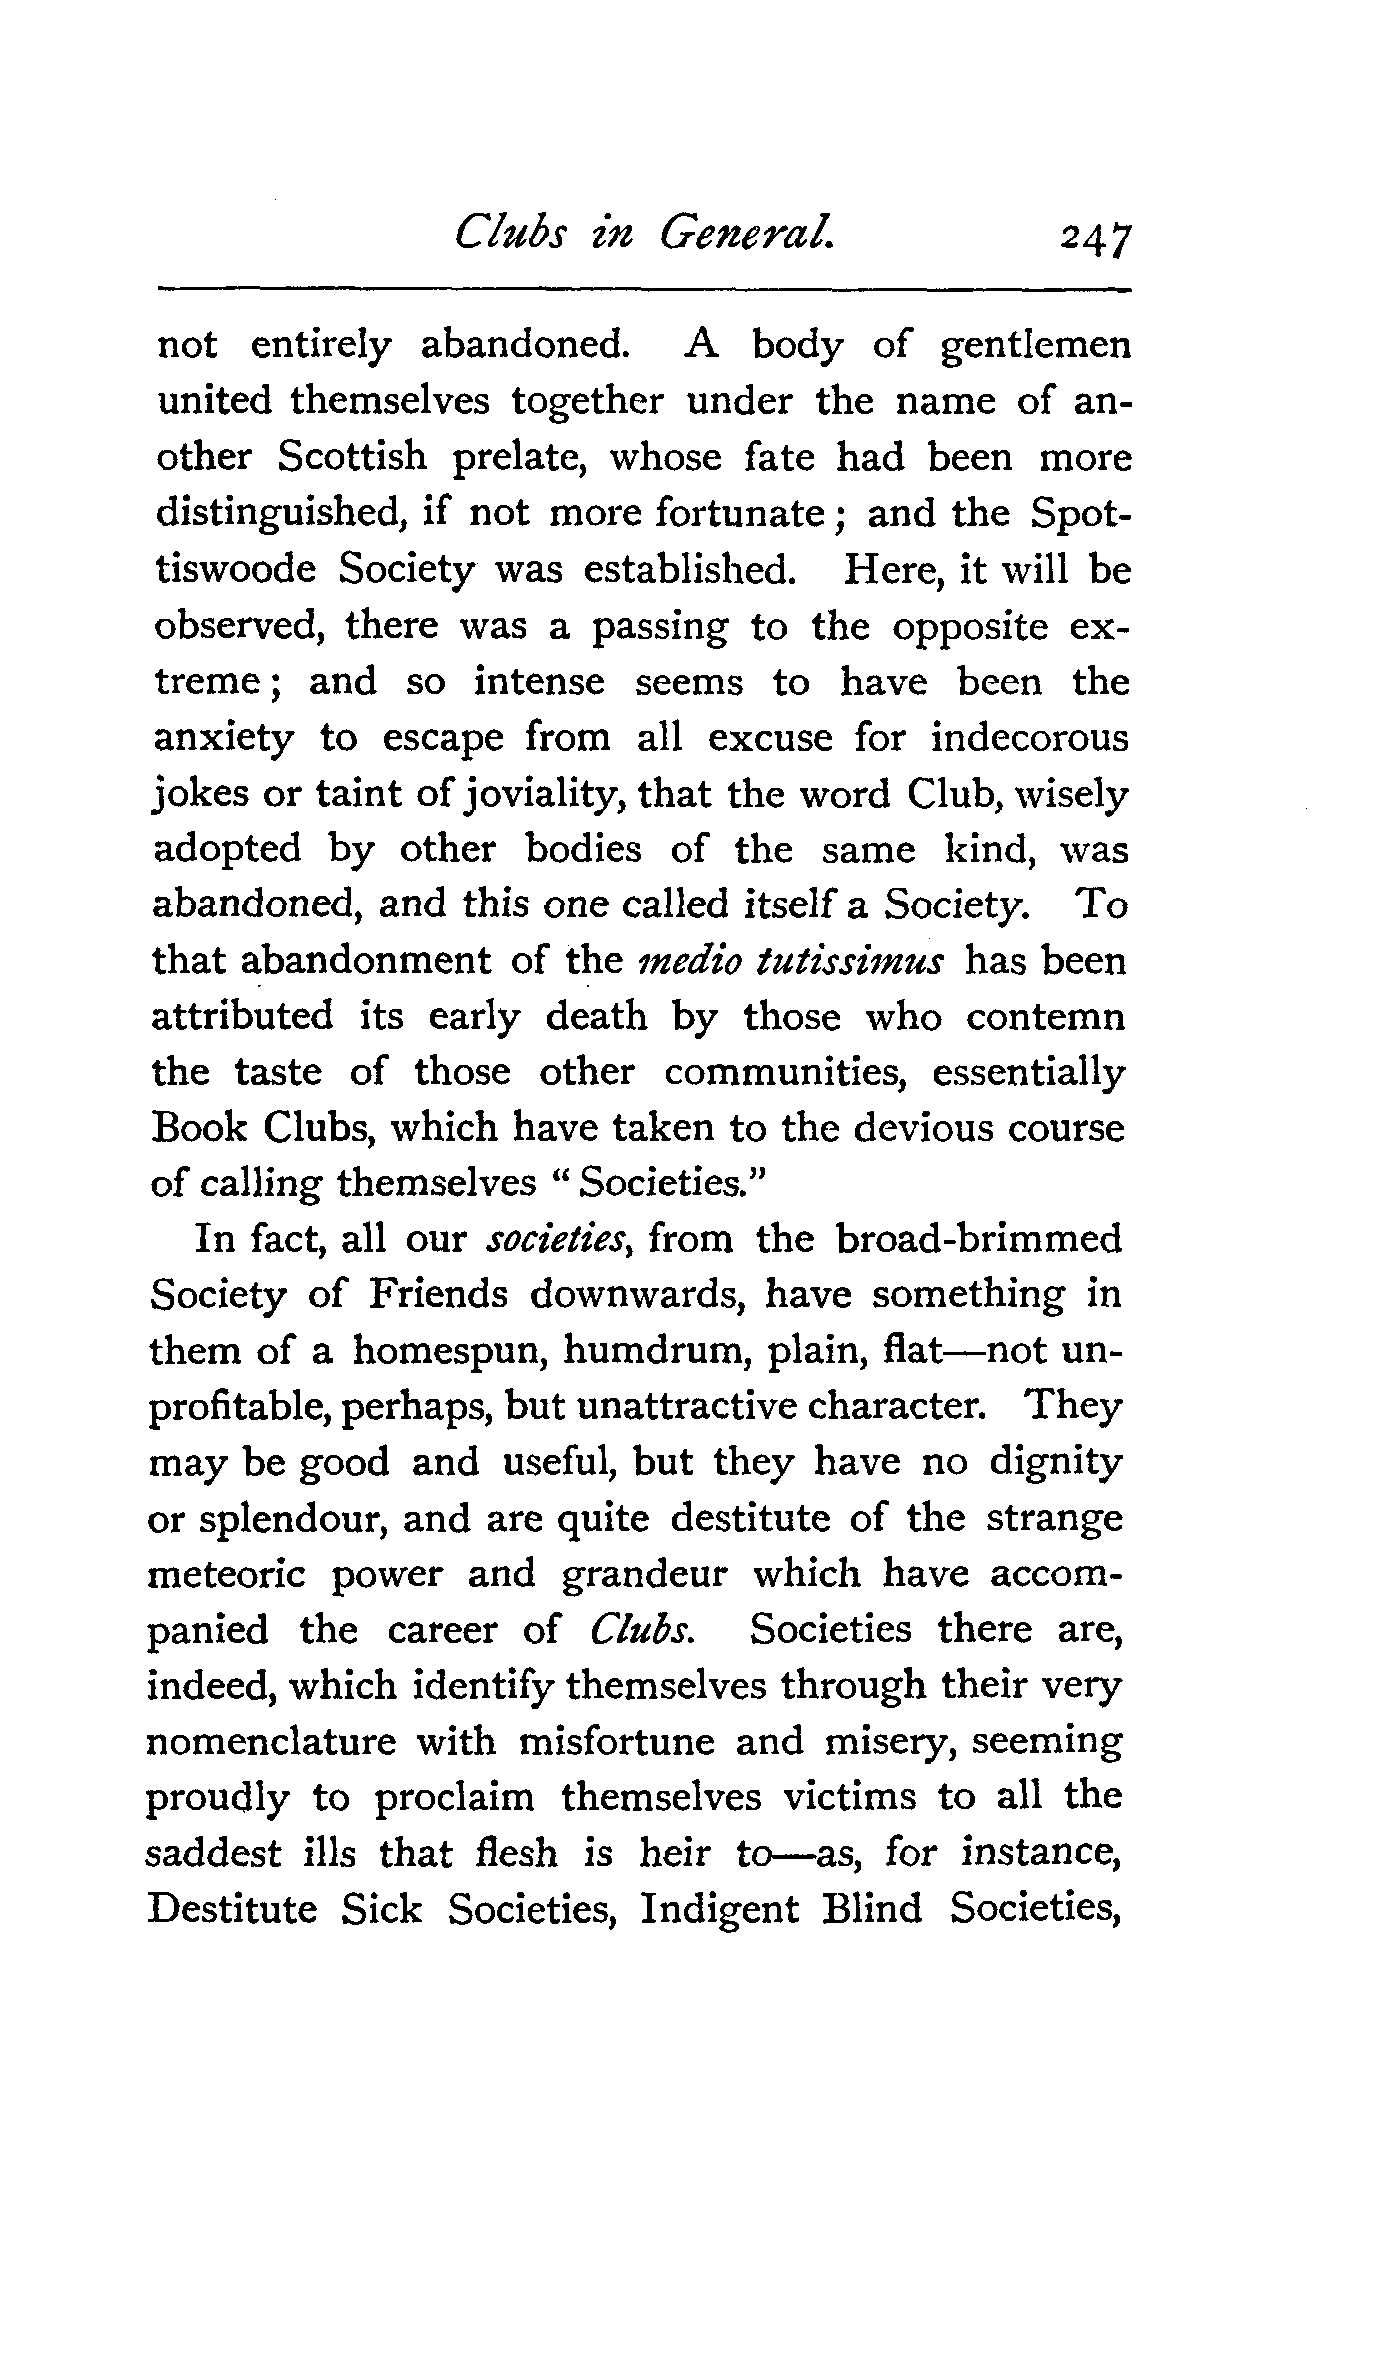 Clubs in General. 247
not entirely abandoned. A body of gentlemen
united themselves together under the name of an-
other Scottish prelate, whose fate had been more
distinguished, if not more fortunate ; and the Spot-
tiswoode Society was established. Here, it will be
observed, there was a passing to the opposite ex-
treme ; and so intense seems to have been the
anxiety to escape from all excuse for indecorous
jokes or taint of joviality, that the word Club, wisely
adopted by other bodies of the same kind, was
abandoned, and this one called itself a Society. To
that abandonment of the medio tutissimus has been
attributed its early death by those who contemn
the taste of those other communities, essentially
Book Clubs, which have taken to the devious course
of calling themselves “ Societies.”
In fact, all our societies, from the broad-brimmed
Society of Friends downwards, have something in
them of a homespun, humdrum, plain, flat—not un-
profitable, perhaps, but unattractive character. They
may be good and useful, but they have no dignity
or splendour, and are quite destitute of the strange
meteoric power and grandeur which have accom-
panied the career of Clubs. Societies there are,
indeed, which identify themselves through their very
nomenclature with misfortune and misery, seeming
proudly to proclaim themselves victims to all the
saddest ills that flesh is heir to—as, for instance,
Destitute Sick Societies, Indigent Blind Societies,